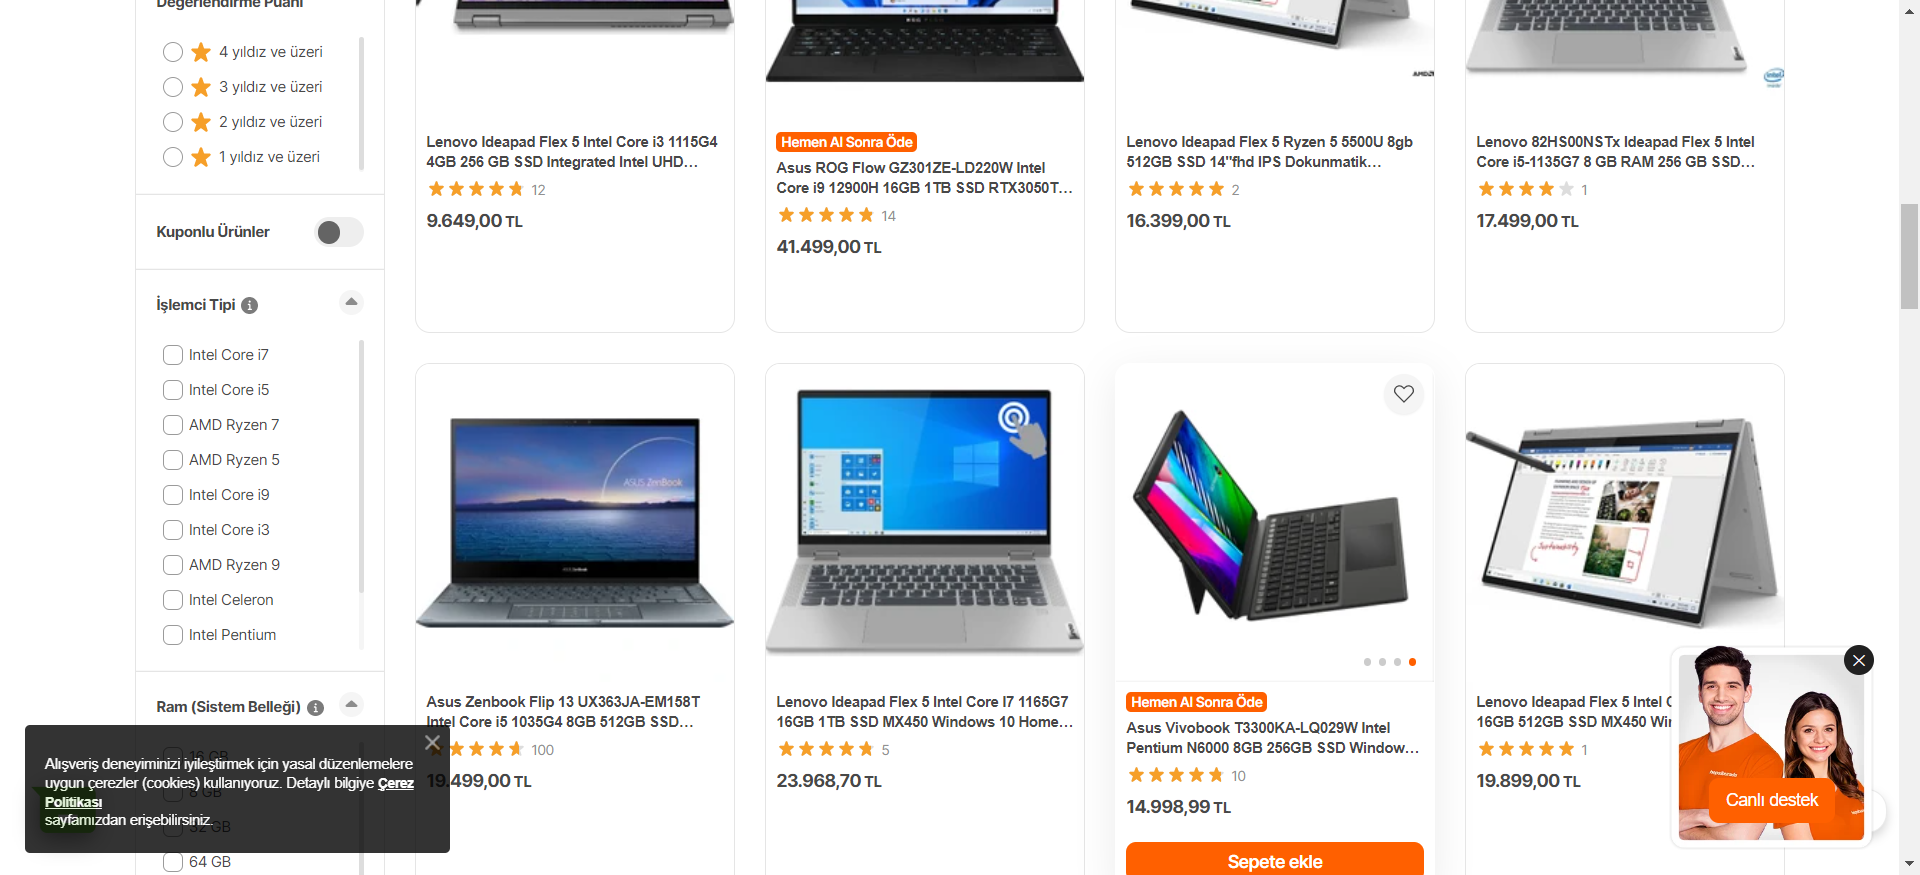 Değerlendirme Puanı
4 yıldız ve üzeri
3 yıldız ve üzeri
2 yıldız ve üzeri
1 yıldız ve üzeri
Kuponlu Ürünler
İşlemci Tipi
Intel Core i7
Intel Core i5
AMD Ryzen 7
AMD Ryzen 5
Intel Core i9
Intel Core i3
AMD Ryzen 9
Intel Celeron
Intel Pentium
Ram (Sistem Belleği)
16 GB
8 GB
32 GB
64 GB
Lenovo Ideapad Flex 5 Intel Core i3 1115G4
4GB 256 GB SSD Integrated Intel UHD...
12
9.649,00 TL
Hemen Al Sonra Öde
Asus ROG Flow GZ301ZE-LD220W Intel
Core i9 12900H 16GB 1TB SSD RTX3050T...
14
41.499,00 TL
AMD
Lenovo Ideapad Flex 5 Ryzen 5 5500U 8gb
512GB SSD 14"fhd IPS Dokunmatik...
2
16.399,00 TL
intel
Lenovo 82HS00NSTx Ideapad Flex 5 Intel
Core i5-1135G7 8 GB RAM 256 GB SSD...
1
17.499,00 TL
ASUS ZenBook
Asus Zenbook Flip 13 UX363JA-EM158T
Intel Core i5 1035G4 8GB 512GB SSD...
100
19.499,00 TL
Lenovo Ideapad Flex 5 Intel Core I7 1165G7
16GB 1TB SSD MX450 Windows 10 Home...
5
23.968,70 TL
Hemen Al Sonra Öde
Asus Vivobook T3300KA-LQ029W Intel
Pentium N6000 8GB 256GB SSD Window...
10
14.998,99 TL
Sepete ekle
Lenovo Ideapad Flex 5 Intel C
16GB 512GB SSD MX450 Wi
1
19.899,00 TL
Canlı destek
Alışveriş deneyiminizi iyileştirmek için yasal düzenlemelere
uygun çerezler (cookies) kullanıyoruz. Detaylı bilgiye Çerez
Politikası
sayfamızdan erişebilirsiniz.